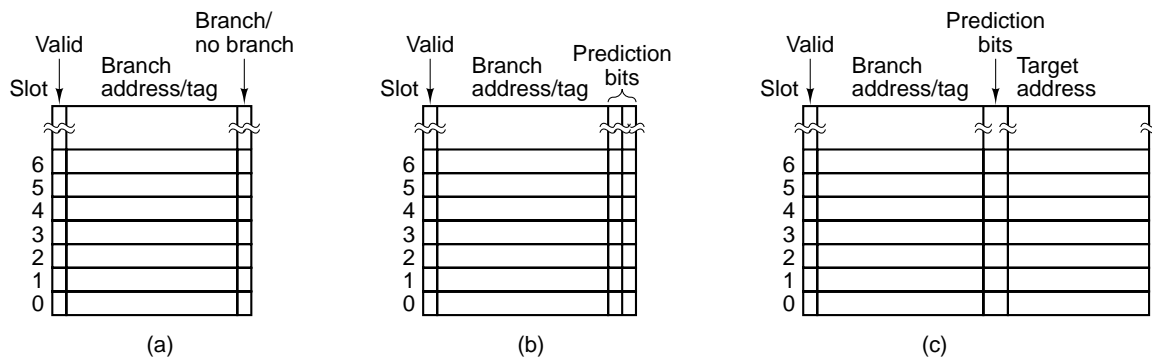 Branch/
no branch
Valid
Branch
address/tag
Slot
6
5
4
3
2
1
0
(a)
Valid
Branch
address/tag
Prediction
bits
Slot
6
5
4
3
2
1
0
(b)
Prediction
bits
Valid
Branch
address/tag
Target
address
Slot
6
5
4
3
2
1
0
(c)